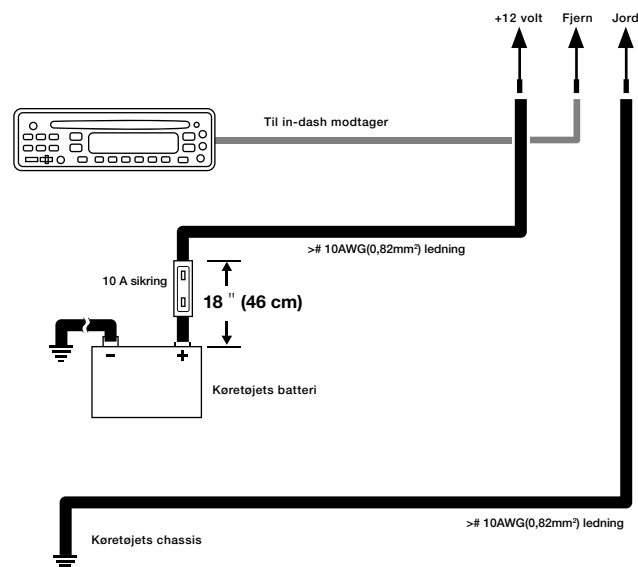 +12 volt Fjern Jord
Til in-dash modtager
># 10AWG(0,82mm²) ledning
10 A sikring
18 " (46 cm)
- +
Køretøjets batteri
># 10AWG(0,82mm²) ledning
Køretøjets chassis